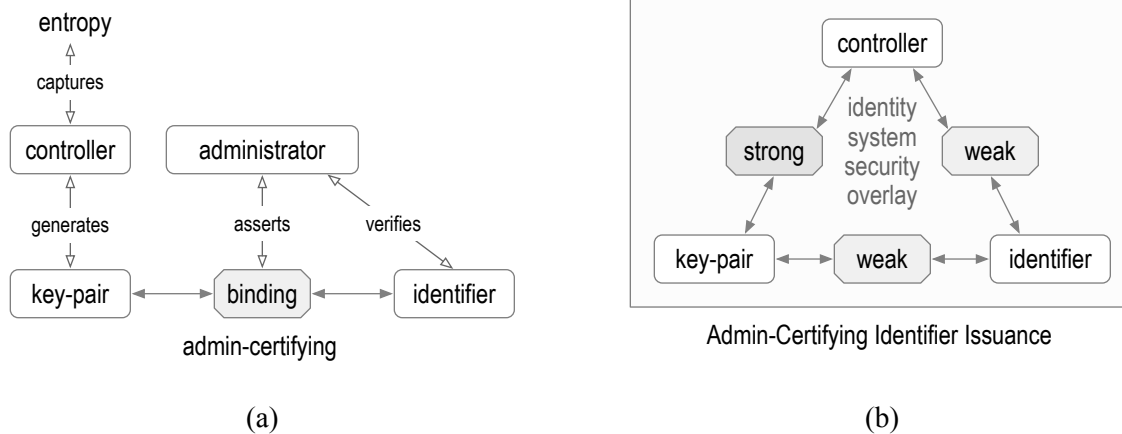 entropy
captures
controller
administrator
generates
asserts
verifies
key-pair
binding
identifier
admin-certifying
(a)
controller
identity
system
security
overlay
strong
weak
key-pair
weak
identifier
Admin-Certifying Identifier Issuance
(b)